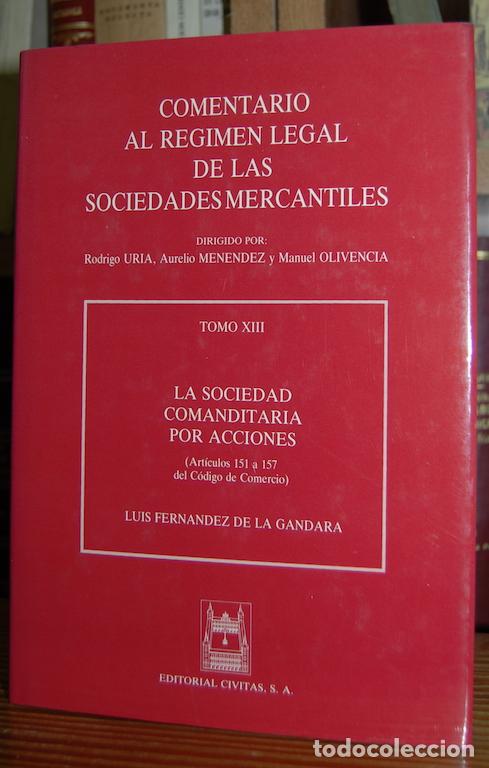 COMENTARIO
AL REGIMEN LEGAL
DE LAS
SOCIEDADES MERCANTILES
DIRIGIDO POR:
Rodrigo URIA, Aurelio MENENDEZ y Manuel OLIVENCIA
TOMO XIII
LA SOCIEDAD
COMANDITARIA
POR ACCIONES
(Artículos 151 a 157
del Código de Comercio)
LUIS FERNANDEZ DE LA GANDARA
EDITORIAL CIVITAS, S. A.
todocoleccion